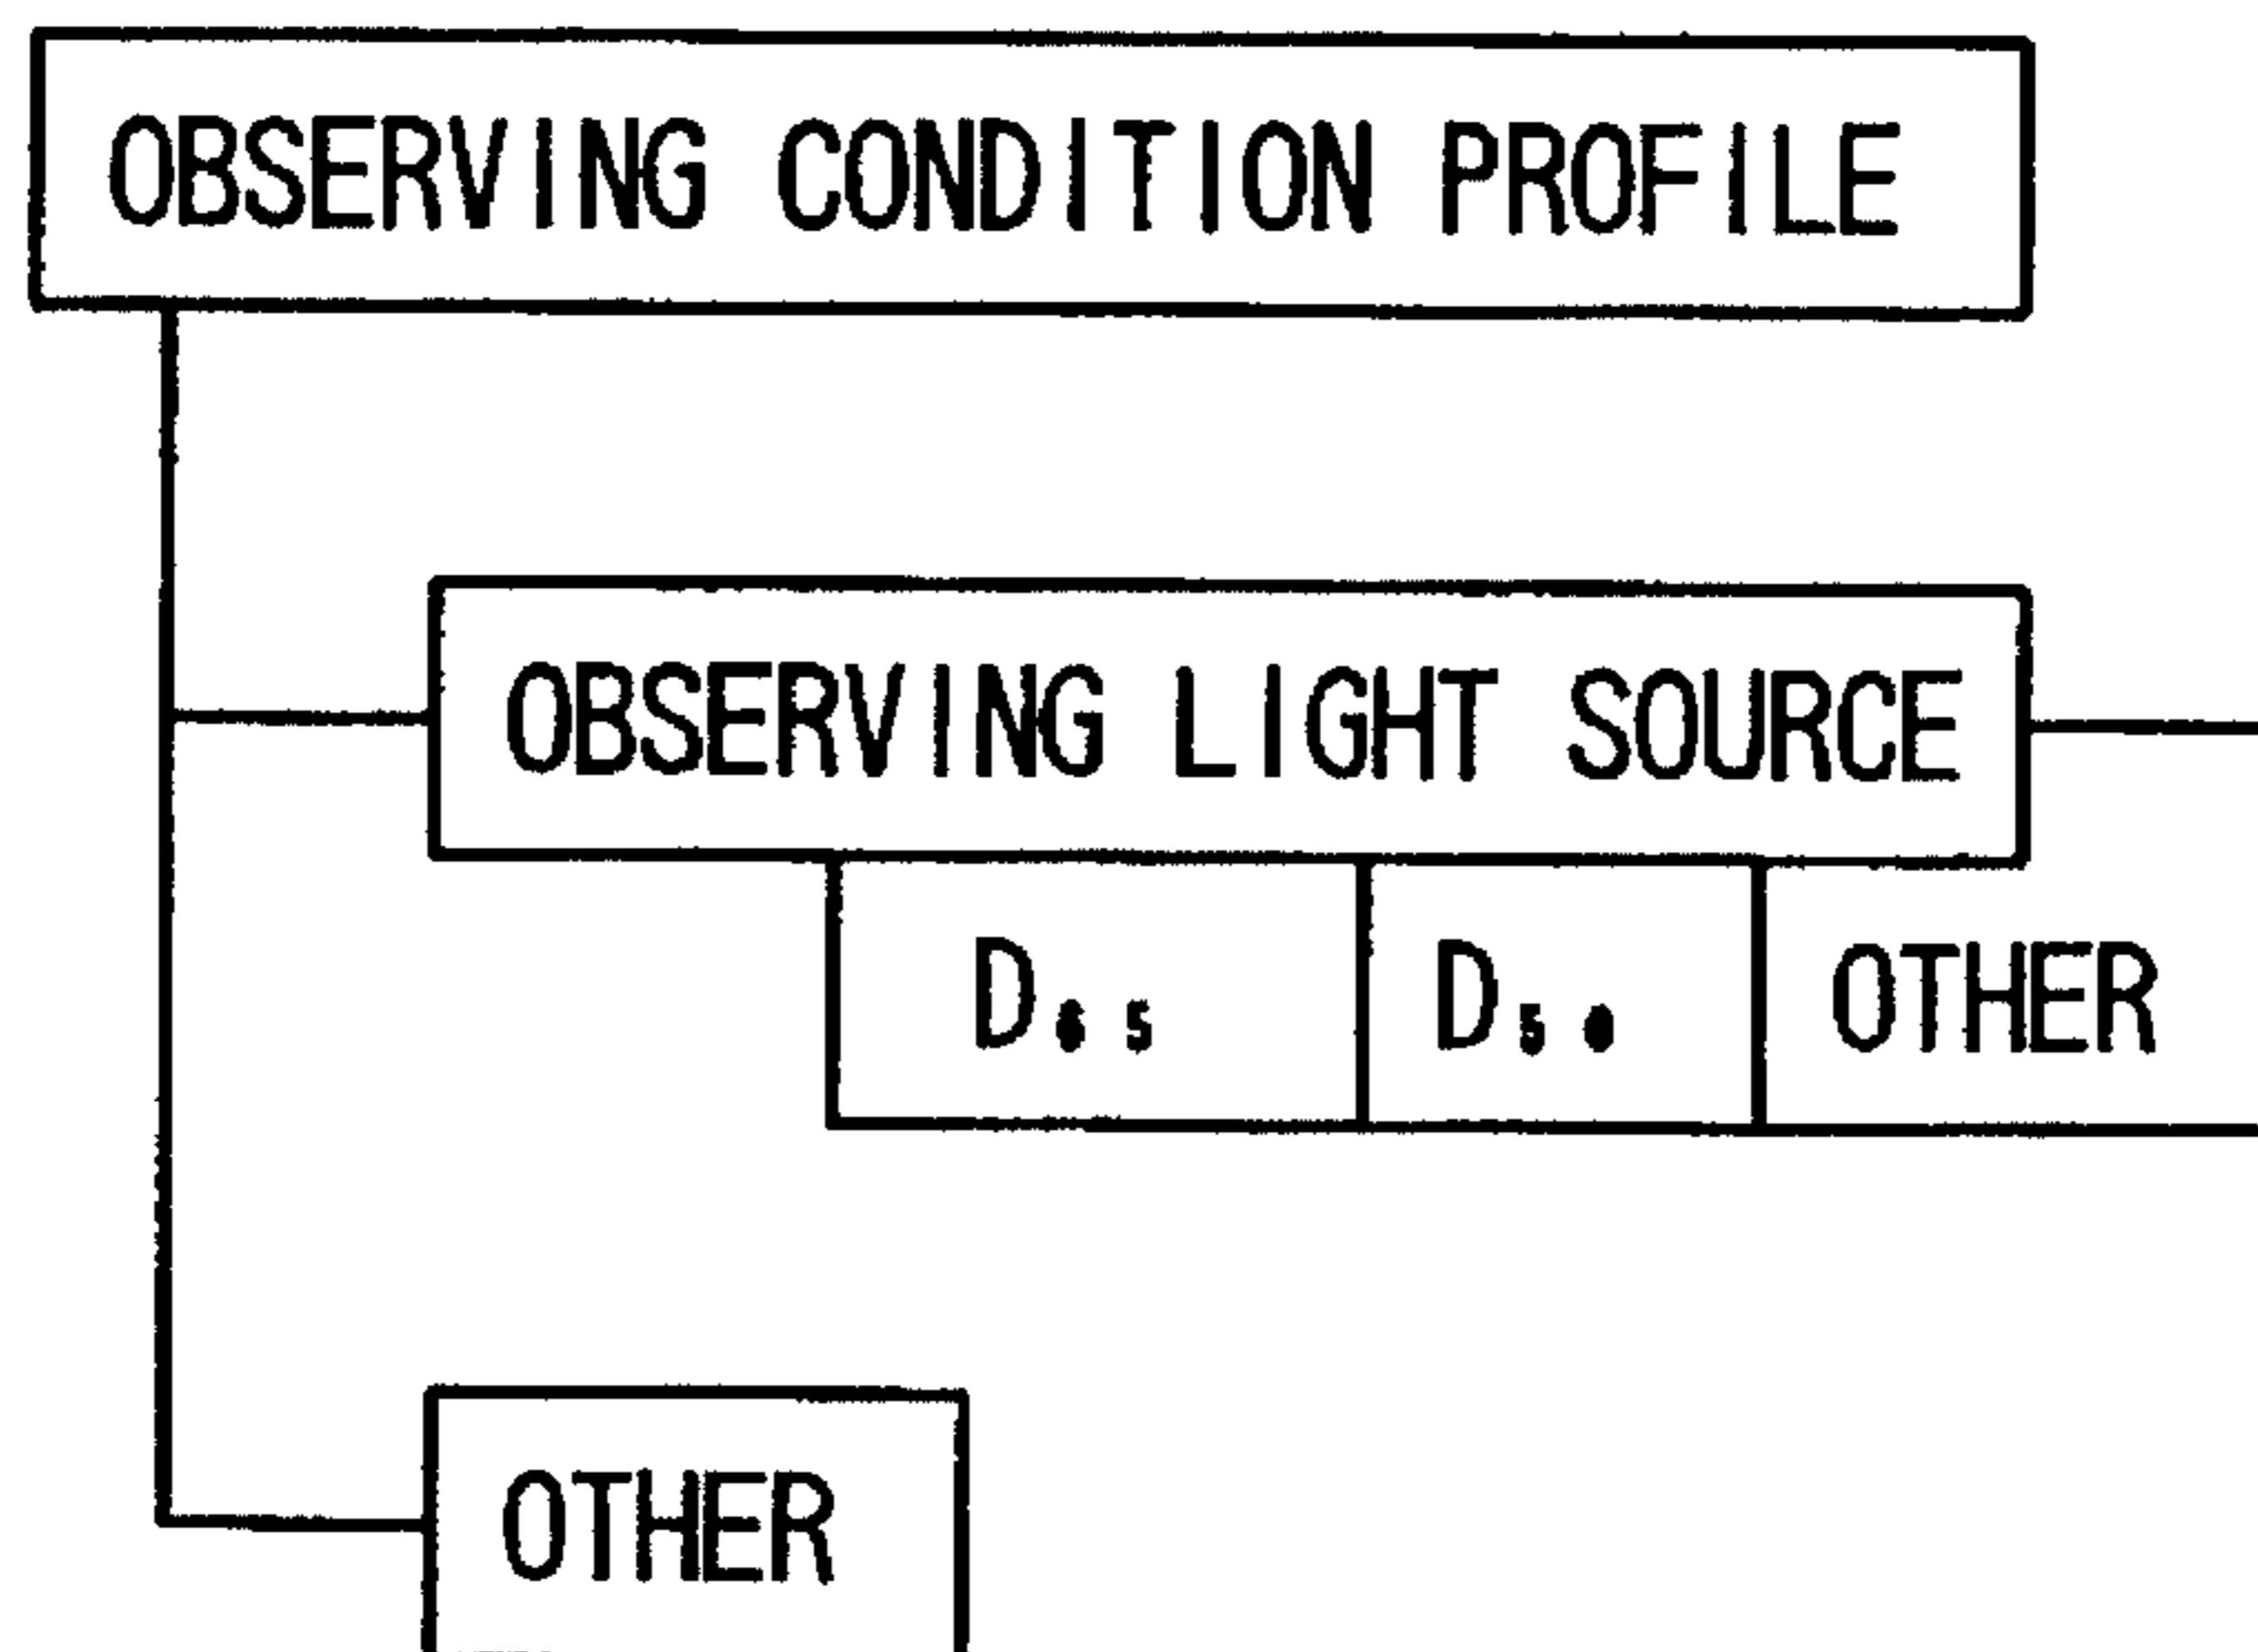 OBSERVING CONDITION PROFILE
OBSERVING LIGHT SOURCE
D₆₅ D₅₀ OTHER
OTHER